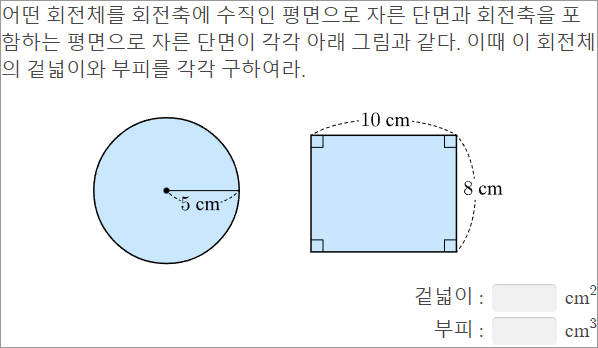 어떤 회전체를 회전축에 수직인 평면으로 자른 단면과 회전축을 포
함하는 평면으로 자른 단면이 각각 아래 그림과 같다. 이때 이 회전체
의 겉넓이와 부피를 각각 구하여라.
10 cm
5 cm
8 cm
겉넓이 : cm²
부피 : cm³